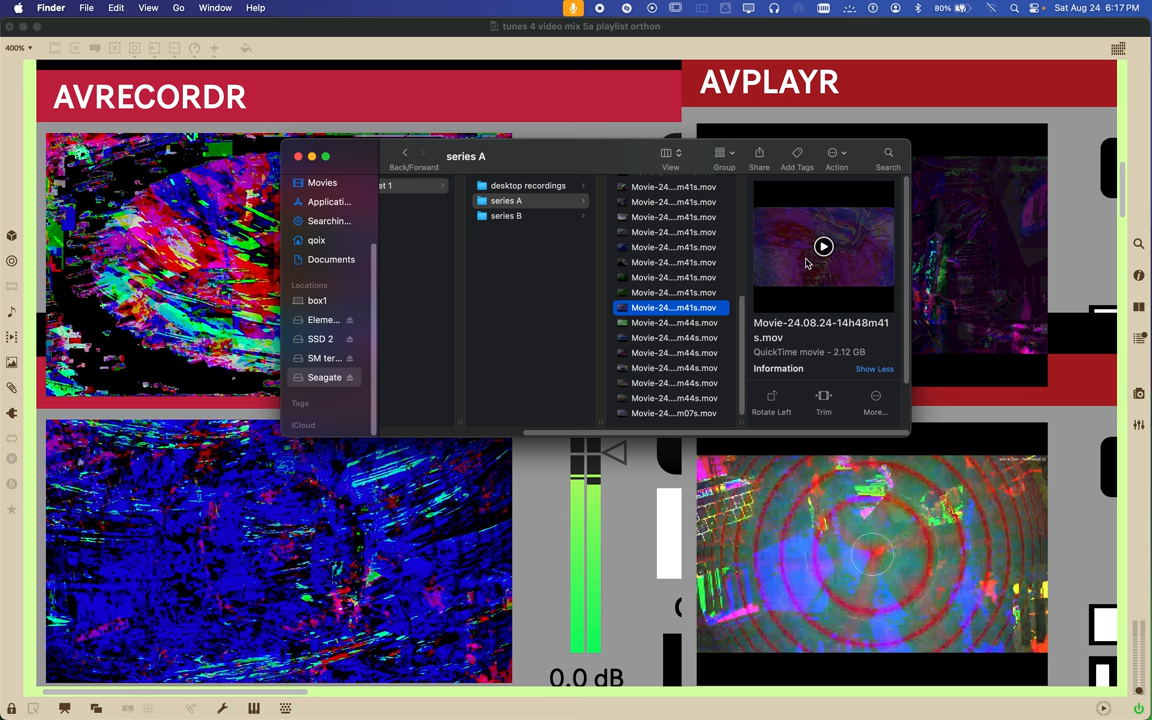 Finder File Edit View Go Window Help
80% Sat Aug 24 6:17 PM
tunes 4 video mix 5a playlist orthon
400%
AVRECORDR
AVPLAYR
series A
Back/Forward View Group Share Add Tags Action Search
Movies
Applicati...
Searchin...
qoix
Documents
Locations
box1
Eleme...
SSD 2
SM ter...
Seagate
Tags
iCloud
et 1
desktop recordings
series A
series B
Movie-24....m41s.mov
Movie-24....m41s.mov
Movie-24....m41s.mov
Movie-24....m41s.mov
Movie-24....m41s.mov
Movie-24....m41s.mov
Movie-24....m41s.mov
Movie-24....m41s.mov
Movie-24....m41s.mov
Movie-24....m44s.mov
Movie-24....m44s.mov
Movie-24....m44s.mov
Movie-24....m44s.mov
Movie-24....m44s.mov
Movie-24....m44s.mov
Movie-24....m07s.mov
Movie-24.08.24-14h48m41
s.mov
QuickTime movie - 2.12 GB
Information Show Less
Rotate Left Trim More...
0.0 dB